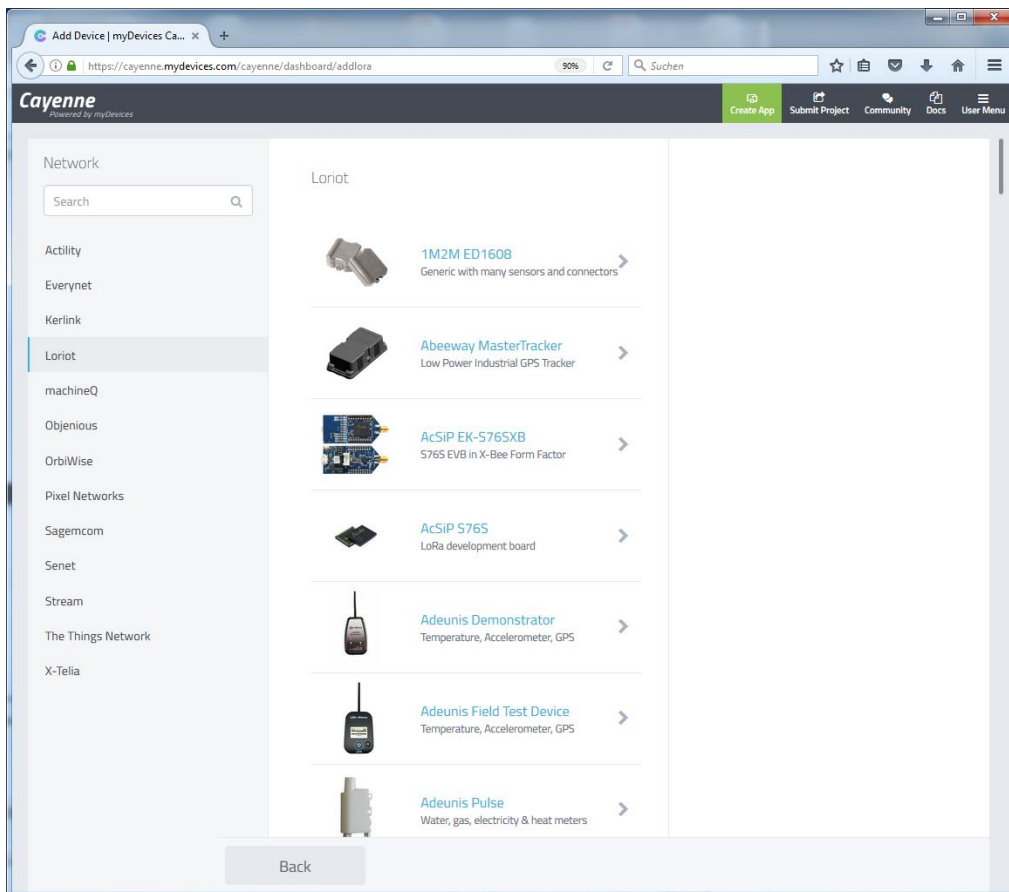 Add Device | myDevices Ca...
https://cayenne.mydevices.com/cayenne/dashboard/addlora
90%
Suchen
Cayenne
Powered by myDevices
Create App
Submit Project
Community
Docs
User Menu
Network
Search
Actility
Everynet
Kerlink
Loriot
machineQ
Objenious
OrbiWise
Pixel Networks
Sagemcom
Senet
Stream
The Things Network
X-Telia
Loriot
1M2M ED1608
Generic with many sensors and connectors
Abeeway MasterTracker
Low Power Industrial GPS Tracker
AcSiP EK-S76SXB
S76S EVB in X-Bee Form Factor
AcSiP S76S
LoRa development board
Adeunis Demonstrator
Temperature, Accelerometer, GPS
Adeunis Field Test Device
Temperature, Accelerometer, GPS
Adeunis Pulse
Water, gas, electricity & heat meters
Back